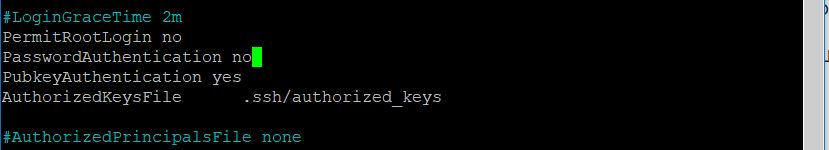 #LoginGraceTime 2m
PermitRootLogin no
PasswordAuthentication no
PubkeyAuthentication yes
AuthorizedKeysFile      .ssh/authorized_keys
#AuthorizedPrincipalsFile none